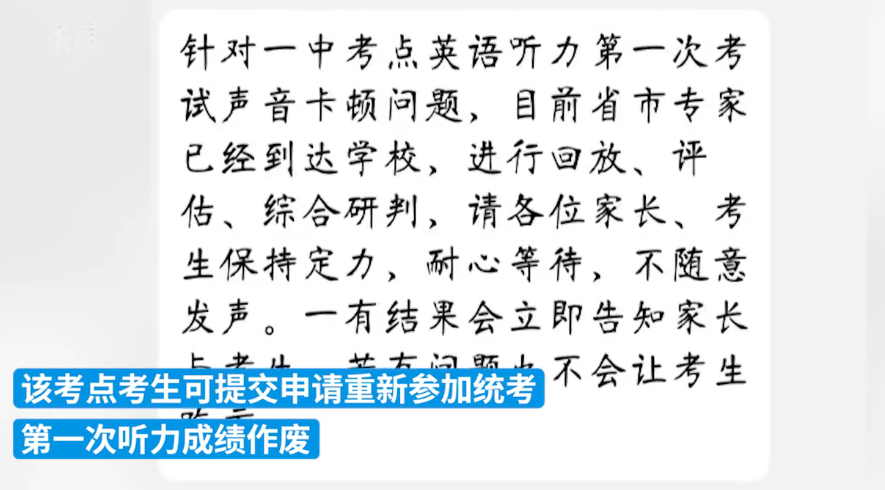 针对一中考点英语听力第一次考
试声音卡顿问题，目前省市专家
已经到达学校，进行回放、评
估、综合研判，请各位家长、考
生保持定力，耐心等待，不随意
发声。一有结果会立即告知家长
不会让考生
该考点考生可提交申请重新参加统考
第一次听力成绩作废